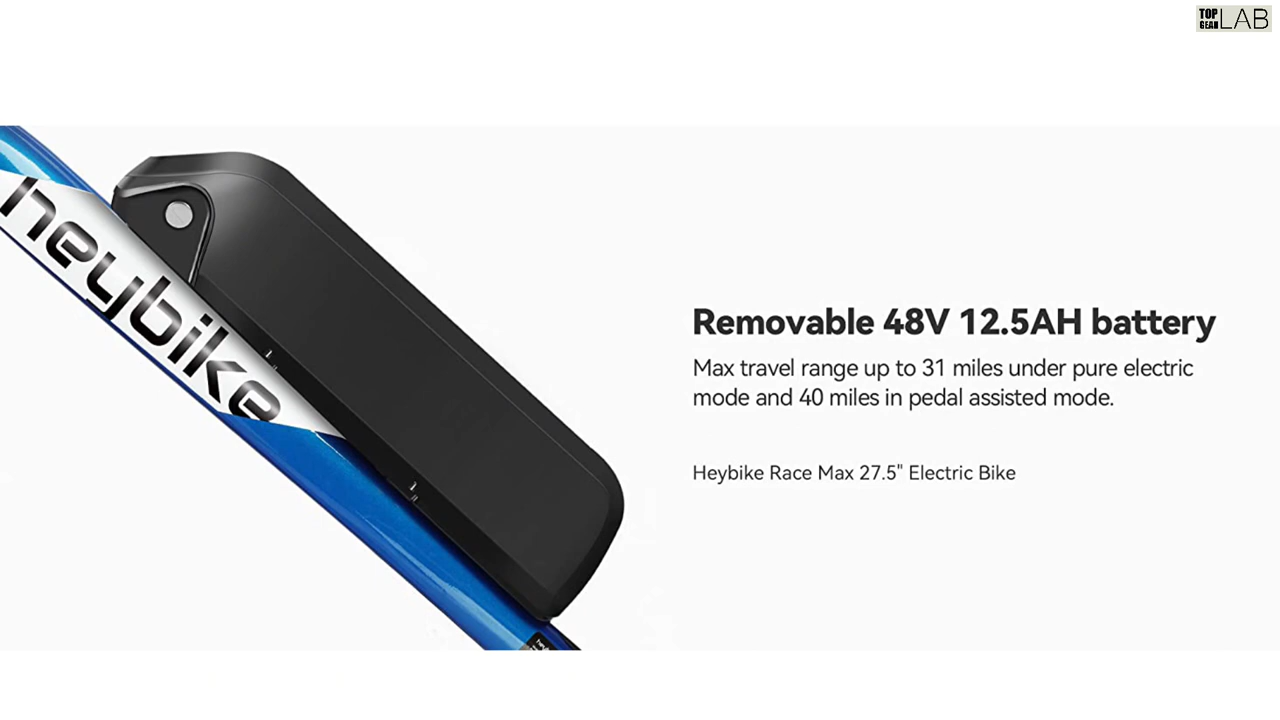 TOP GEAR LAB
heybike
Removable 48V 12.5AH battery
Max travel range up to 31 miles under pure electric
mode and 40 miles in pedal assisted mode.
Heybike Race Max 27.5" Electric Bike